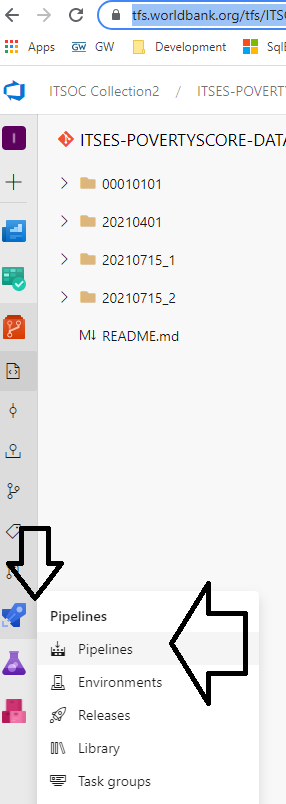 tfs.worldbank.org/tfs/ITSO
Apps GW GW Development SqlE
ITSOC Collection2 / ITSES-POVERTY
I
ITSES-POVERTYSCORE-DATA
00010101
20210401
20210715_1
20210715_2
M↓ README.md
Pipelines
Pipelines
Environments
Releases
Library
Task groups